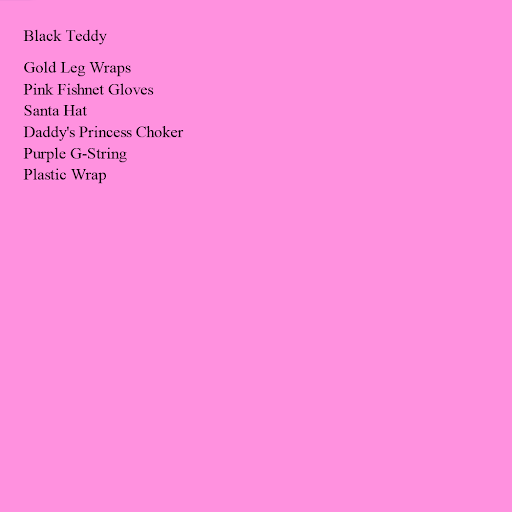 Black Teddy
Gold Leg Wraps
Pink Fishnet Gloves
Santa Hat
Daddy's Princess Choker
Purple G-String
Plastic Wrap